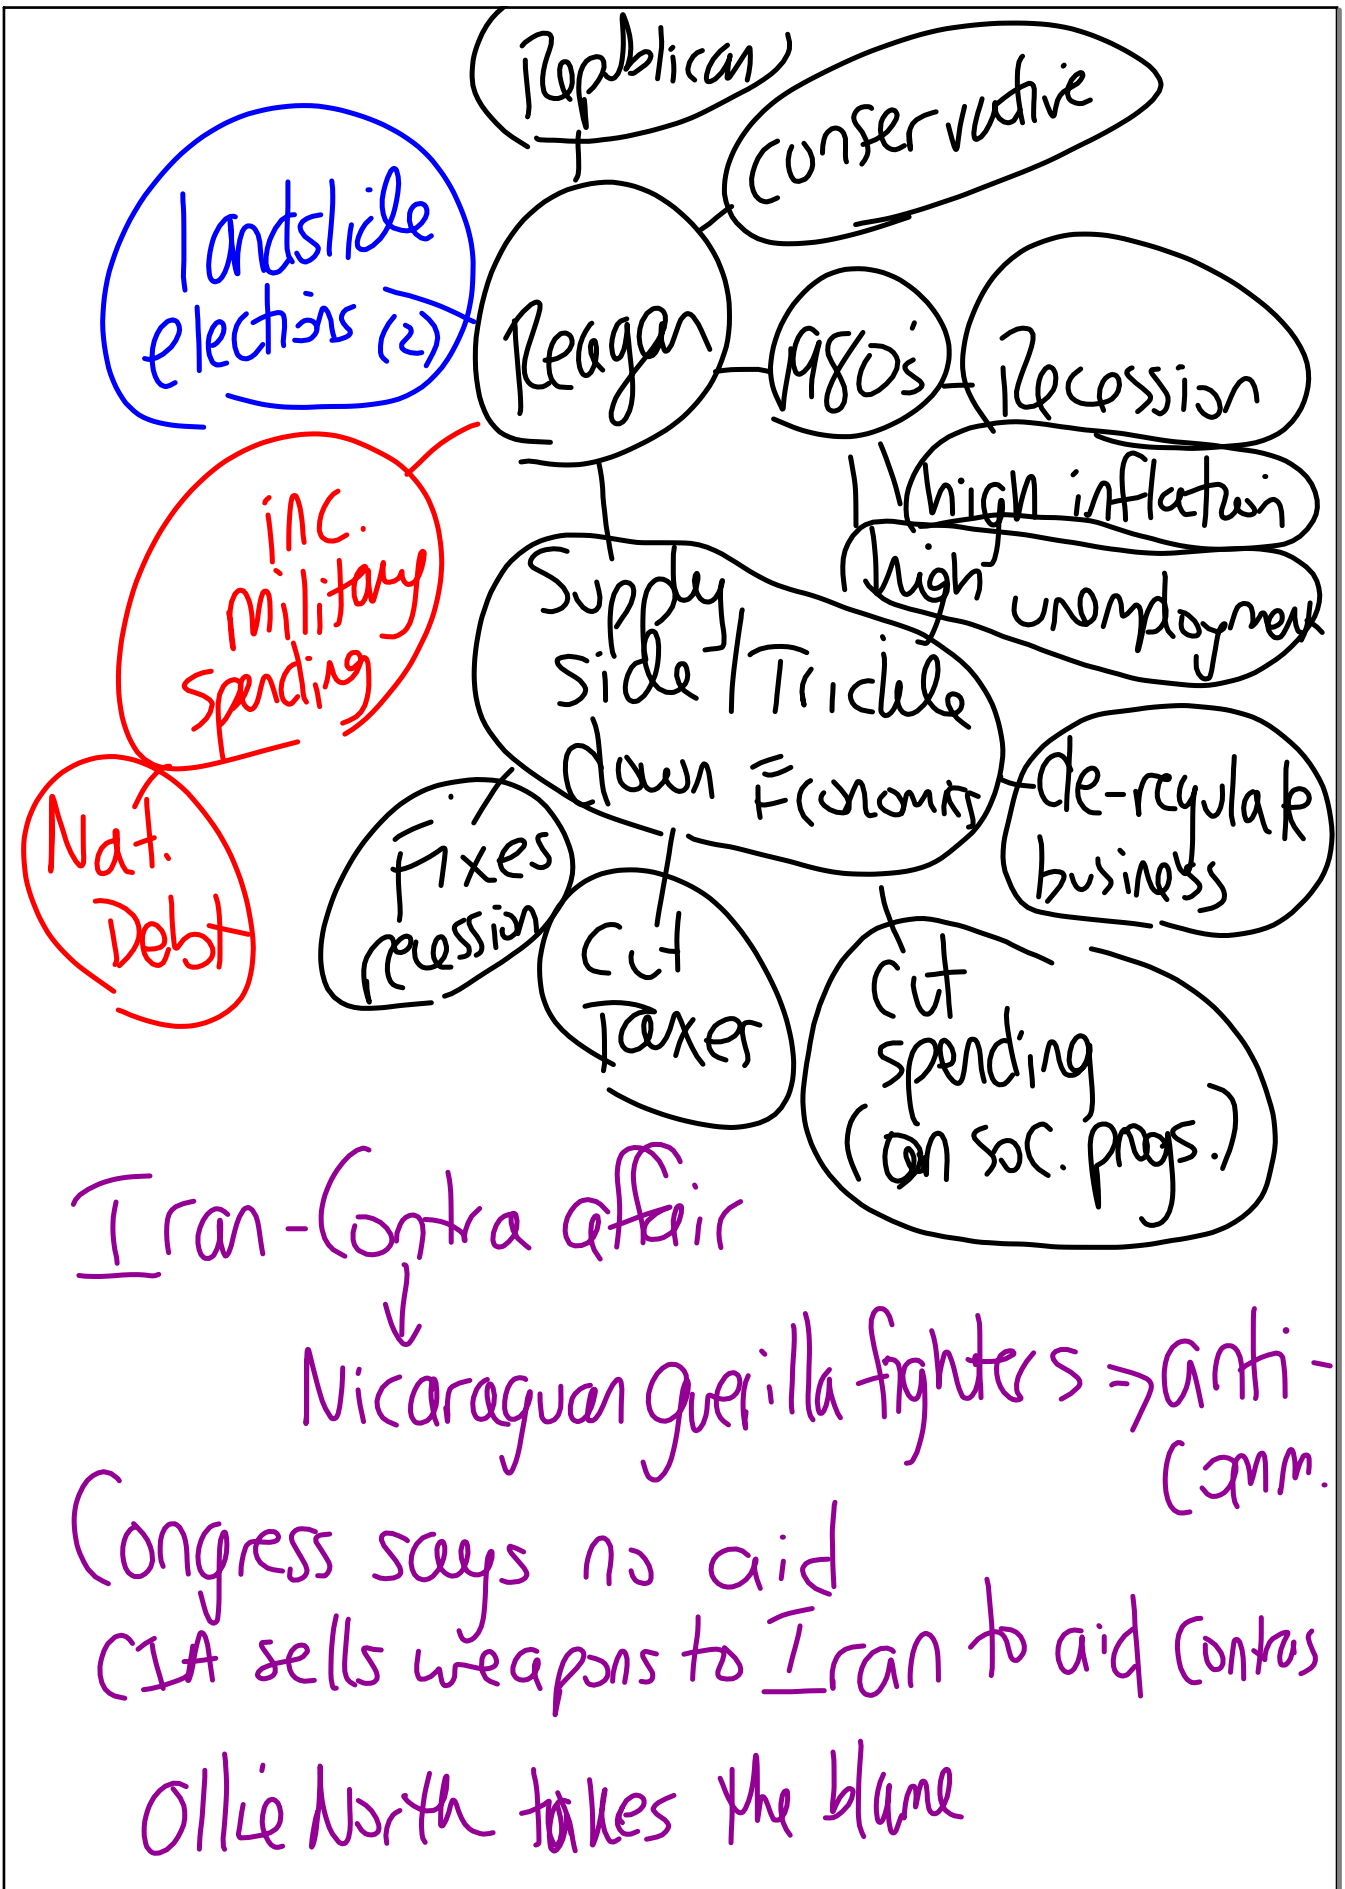 Republican
conservative
landslide
elections (2)
Reagan
1980s
Recession
high inflation
high
unemployment
inc.
military
spending
Nat.
Debt
Supply
side/Trickle
down Economics
Fixes
recession
cut
Taxes
de-regulate
business
cut
spending
(on soc. progs.)
Iran-Contra affair
Nicaraguan guerilla fighters → anti-
comm.
Congress says no aid
CIA sells weapons to Iran to aid Contras
Ollie North takes the blame